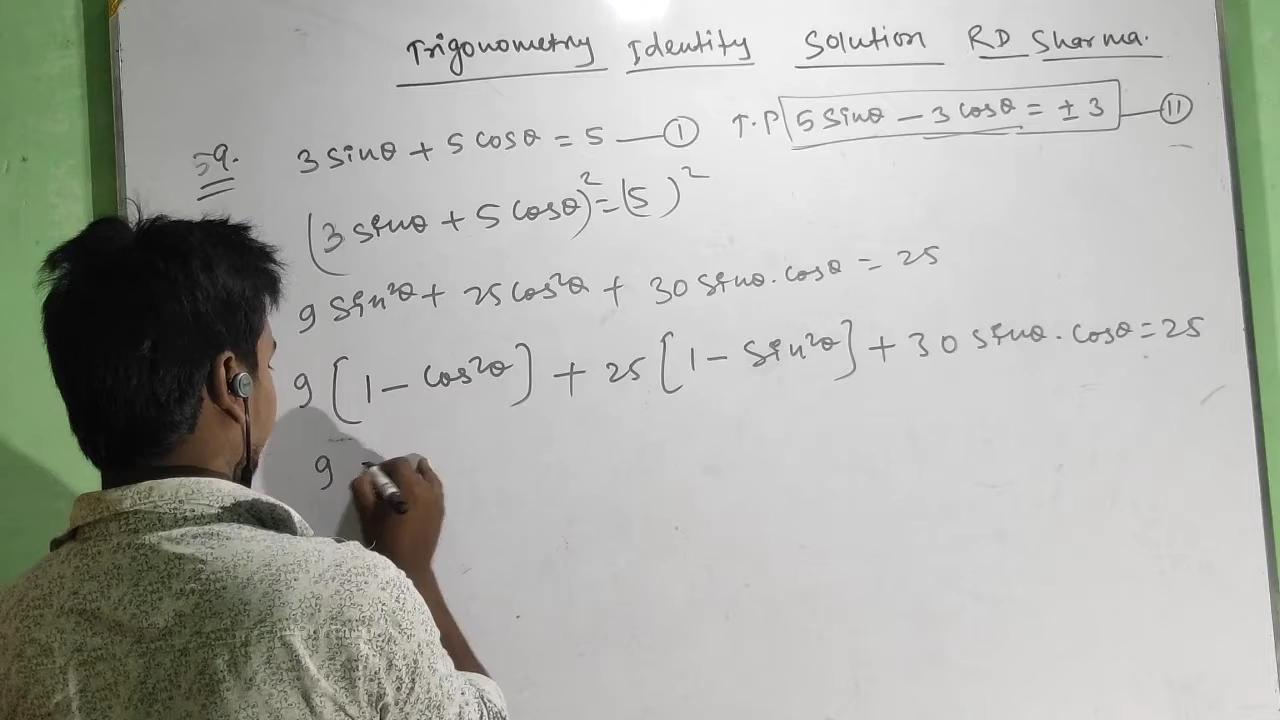 Trigonometry Identity Solution RD Sharma.
59. 3 sinθ + 5 cosθ = 5 — (1) T.P 5 sinθ - 3 cosθ = ± 3 — (11)
(3 sinθ + 5 cosθ)² = (5)²
9 sin²θ + 25 cos²θ + 30 sinθ. cosθ = 25
9 [1 - cos²θ] + 25 [1 - sin²θ] + 30 sinθ. cosθ = 25
9